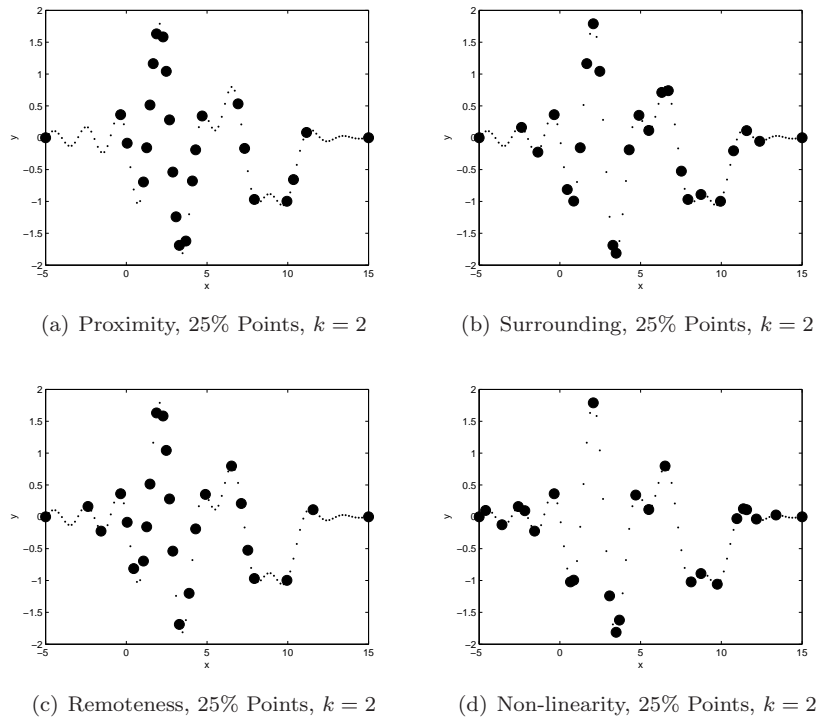 2
1.5
1
0.5
0
−0.5
−1
−1.5
−2
−5 0 5 10 15
x
y
(a) Proximity, 25% Points, k = 2
2
1.5
1
0.5
0
−0.5
−1
−1.5
−2
−5 0 5 10 15
x
y
(b) Surrounding, 25% Points, k = 2
2
1.5
1
0.5
0
−0.5
−1
−1.5
−2
−5 0 5 10 15
x
y
(c) Remoteness, 25% Points, k = 2
2
1.5
1
0.5
0
−0.5
−1
−1.5
−2
−5 0 5 10 15
x
y
(d) Non-linearity, 25% Points, k = 2